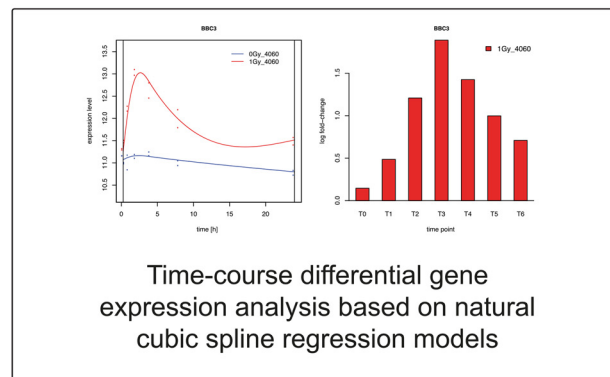 BBC3
expression level
13.5
13.0
12.5
12.0
11.5
11.0
10.5
0Gy_4060
1Gy_4060
0 5 10 15 20
time [h]
BBC3
log fold-change
1.5
1.0
0.5
0.0
1Gy_4060
T0 T1 T2 T3 T4 T5 T6
time point
Time-course differential gene
expression analysis based on natural
cubic spline regression models